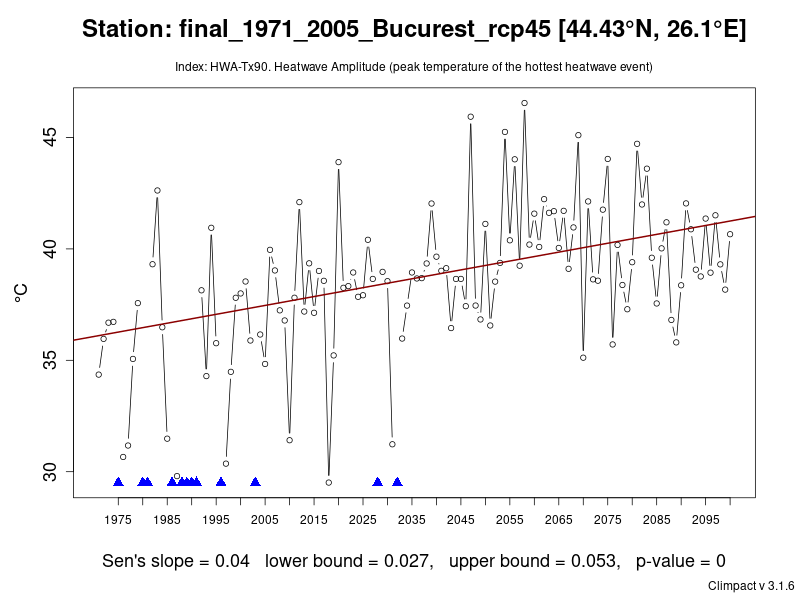 Station: final_1971_2005_Bucurest_rcp45 [44.43°N, 26.1°E]
Index: HWA-Tx90. Heatwave Amplitude (peak temperature of the hottest heatwave event)
45
40
°C
35
30
1975 1985 1995 2005 2015 2025 2035 2045 2055 2065 2075 2085 2095
Sen's slope = 0.04 lower bound = 0.027, upper bound = 0.053, p-value = 0
Climpact v 3.1.6